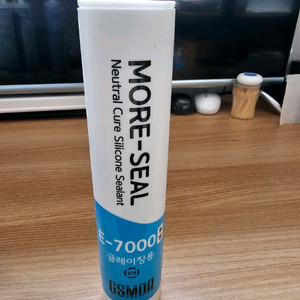 MORE-SEAL
Neutral Cure Silicone Sealant
E-7000B
글레이징용